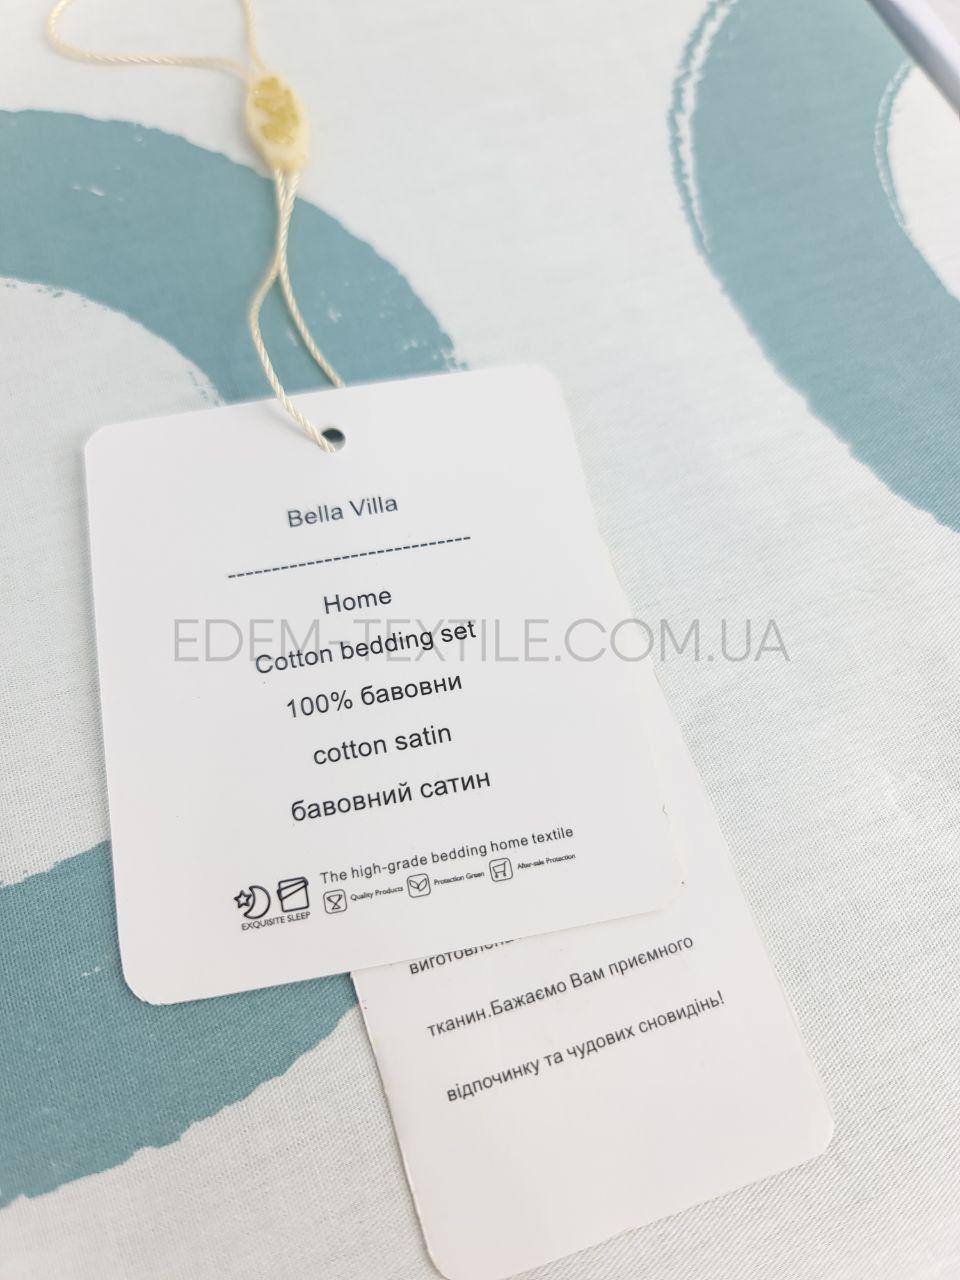 Bella Villa
----------------------------
Home
EDEM-TEXTILE.COM.UA
Cotton bedding set
100% бавовни
cotton satin
бавовний сатин
The high-grade bedding home textile
Quality Products Protection Green After-sale Protection
EXQUISITE SLEEP
тканин.Бажаємо Вам приємного
відпочинку та чудових сновидінь!